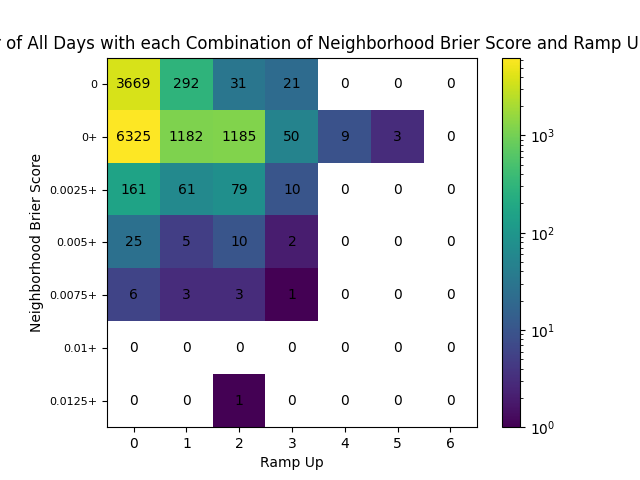 of All Days with each Combination of Neighborhood Brier Score and Ramp U
0 3669 292 31 21 0 0 0
0+ 6325 1182 1185 50 9 3 0
0.0025+ 161 61 79 10 0 0 0
0.005+ 25 5 10 2 0 0 0
0.0075+ 6 3 3 1 0 0 0
0.01+ 0 0 0 0 0 0 0
0.0125+ 0 0 1 0 0 0 0
0 1 2 3 4 5 6
Ramp Up
Neighborhood Brier Score
10³
10²
10¹
10⁰